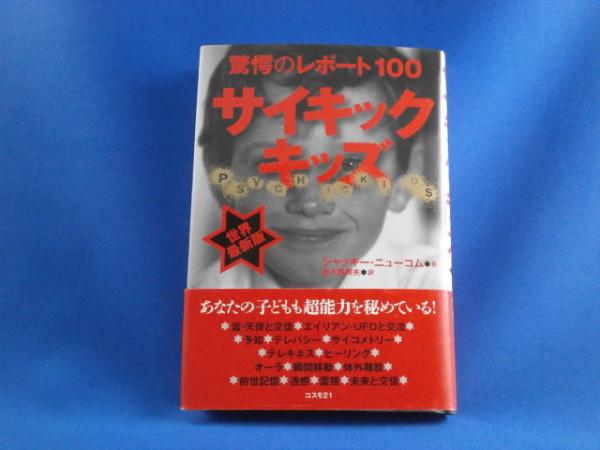 驚愕のレポート100
サイキック
キッズ
PSYCHIC KIDS
世界
最新版
ジャッキー・ニューコム✽著
邦夫✽訳
あなたの子どもも超能力を秘めている!
✽霊・天使と交信✽エイリアン・UFOと交流✽
✽予知✽テレパシー✽サイコメトリー✽
✽テレキネス✽ヒーリング✽
オーラ✽瞬間移動✽体外離脱✽
✽前世記憶✽透感✽霊視✽未来と交信✽
コスモ21